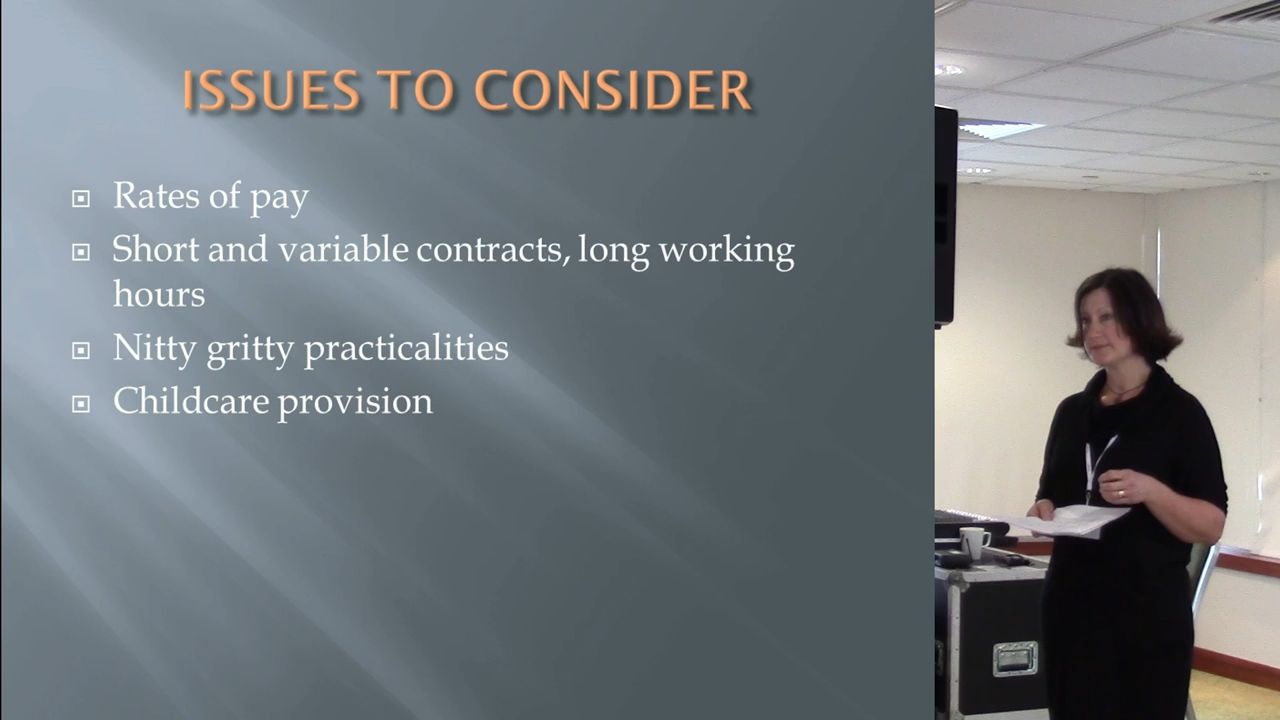 ISSUES TO CONSIDER
Rates of pay
Short and variable contracts, long working
hours
Nitty gritty practicalities
Childcare provision